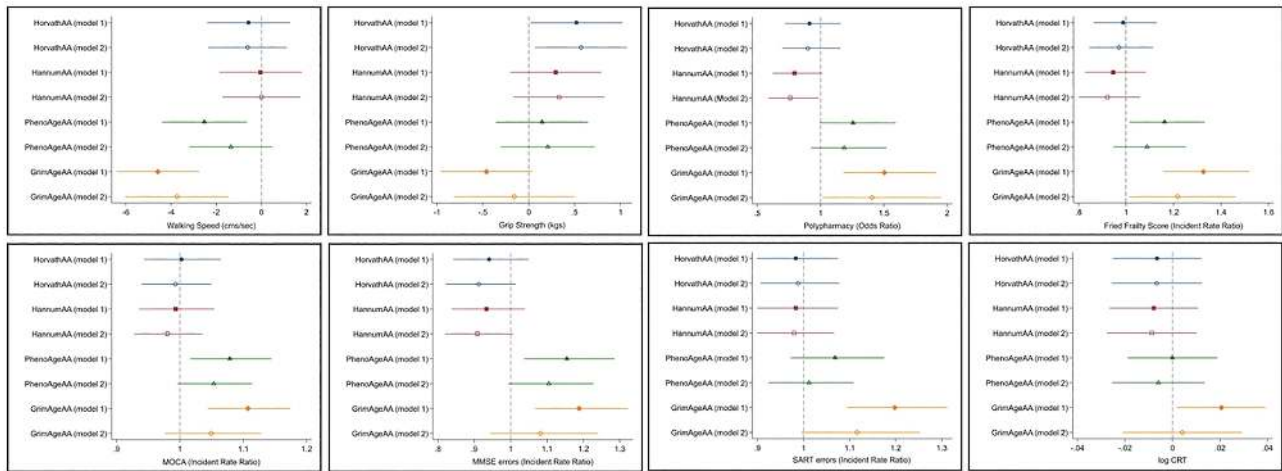 HorvathAA (model 1)
HorvathAA (model 2)
HannumAA (model 1)
HannumAA (model 2)
PhenoAgeAA (model 1)
PhenoAgeAA (model 2)
GrimAgeAA (model 1)
GrimAgeAA (model 2)
-6 -4 -2 0 2
Walking Speed (cms/sec)
HorvathAA (model 1)
HorvathAA (model 2)
HannumAA (model 1)
HannumAA (model 2)
PhenoAgeAA (model 1)
PhenoAgeAA (model 2)
GrimAgeAA (model 1)
GrimAgeAA (model 2)
-1 -.5 0 .5 1
Grip Strength (kgs)
HorvathAA (model 1)
HorvathAA (model 2)
HannumAA (model 1)
HannumAA (Model 2)
PhenoAgeAA (model 1)
PhenoAgeAA (model 2)
GrimAgeAA (model 1)
GrimAgeAA (model 2)
.5 1 1.5 2
Polypharmacy (Odds Ratio)
HorvathAA (model 1)
HorvathAA (model 2)
HannumAA (model 1)
HannumAA (model 2)
PhenoAgeAA (model 1)
PhenoAgeAA (model 2)
GrimAgeAA (model 1)
GrimAgeAA (model 2)
.8 1 1.2 1.4 1.6
Fried Frailty Score (Incident Rate Ratio)
HorvathAA (model 1)
HorvathAA (model 2)
HannumAA (model 1)
HannumAA (model 2)
PhenoAgeAA (model 1)
PhenoAgeAA (model 2)
GrimAgeAA (model 1)
GrimAgeAA (model 2)
.9 1 1.1 1.2
MOCA (Incident Rate Ratio)
HorvathAA (model 1)
HorvathAA (model 2)
HannumAA (model 1)
HannumAA (model 2)
PhenoAgeAA (model 1)
PhenoAgeAA (model 2)
GrimAgeAA (model 1)
GrimAgeAA (model 2)
.8 .9 1 1.1 1.2 1.3
MMSE errors (Incident Rate Ratio)
HorvathAA (model 1)
HorvathAA (model 2)
HannumAA (model 1)
HannumAA (model 2)
PhenoAgeAA (model 1)
PhenoAgeAA (model 2)
GrimAgeAA (model 1)
GrimAgeAA (model 2)
.9 1 1.1 1.2 1.3
SART errors (Incident Rate Ratio)
HorvathAA (model 1)
HorvathAA (model 2)
HannumAA (model 1)
HannumAA (model 2)
PhenoAgeAA (model 1)
PhenoAgeAA (model 2)
GrimAgeAA (model 1)
GrimAgeAA (model 2)
-.04 -.02 0 .02 .04
log CRT